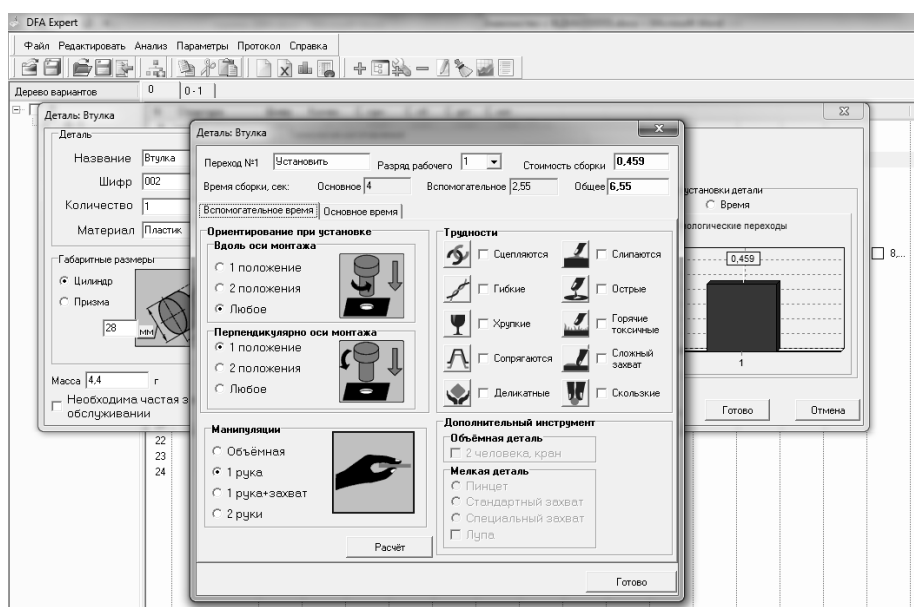 DFA Expert
Файл Редактировать Анализ Параметры Протокол Справка
Дерево вариантов 0 0-1
Деталь: Втулка
Деталь
Название Втулка
Шифр 002
Количество 1
Материал Пластик
Габаритные размеры
Цилиндр
Призма
28 мм
Масса 4,4 г
Необходима частая з
обслуживании
22
23
24
Деталь: Втулка
Переход №1 Установить Разряд рабочего 1 Стоимость сборки 0,459
Время сборки, сек: Основное 4 Вспомогательное 2,55 Общее 6,55
Вспомогательное время Основное время
Ориентирование при установке
Вдоль оси монтажа
1 положение
2 положения
Любое
Перпендикулярно оси монтажа
1 положение
2 положения
Любое
Манипуляции
Объёмная
1 рука
1 рука+захват
2 руки
Расчёт
Трудности
Сцепляются Слипаются
Гибкие Острые
Хрупкие Горячие
токсичные
Сопрягаются Сложный
захват
Деликатные Скользкие
Дополнительный инструмент
Объёмная деталь
2 человека, кран
Мелкая деталь
Пинцет
Стандартный захват
Специальный захват
Лупа
Готово
установки детали
Время
ологические переходы
0,459
1
8,...
Готово Отмена